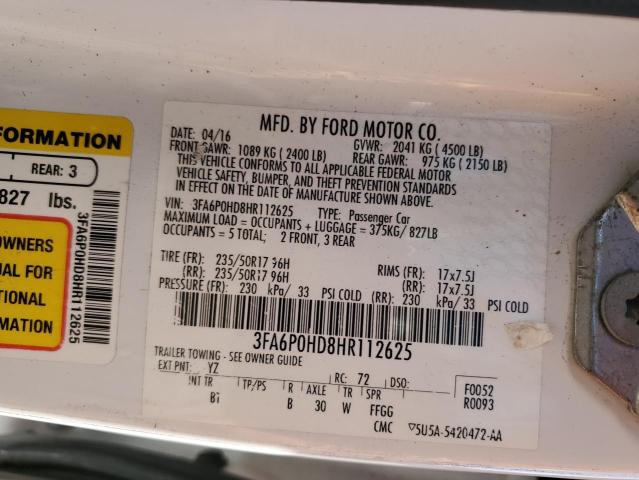 FORMATION
REAR: 3
827 lbs.
OWNERS
UAL FOR
TIONAL
ORMATION
3FA6P0HD8HR112625
MFD. BY FORD MOTOR CO.
DATE: 04/16 GVWR: 2041 KG ( 4500 LB)
FRONT GAWR: 1089 KG ( 2400 LB) REAR GAWR: 975 KG ( 2150 LB)
THIS VEHICLE CONFORMS TO ALL APPLICABLE FEDERAL MOTOR
VEHICLE SAFETY, BUMPER, AND THEFT PREVENTION STANDARDS
IN EFFECT ON THE DATE OF MANUFACTURE SHOWN ABOVE.
VIN: 3FA6P0HD8HR112625 TYPE: Passenger Car
MAXIMUM LOAD = OCCUPANTS + LUGGAGE = 375KG/ 827LB
OCCUPANTS = 5 TOTAL: 2 FRONT, 3 REAR
TIRE (FR): 235/50R17 96H RIMS (FR): 17x7.5J
(RR): 235/50R17 96H (RR): 17x7.5J
PRESSURE (FR): 230 kPa/ 33 PSI COLD (RR): 230 kPa/ 33 PSI COLD
3FA6P0HD8HR112625
TRAILER TOWING - SEE OWNER GUIDE
EXT PNT: YZ RC: 72 DSO: F0052
INT TR TP/PS R AXLE TR SPR R0093
B1 B 30 W FFGG
CMC 5U5A-5420472-AA